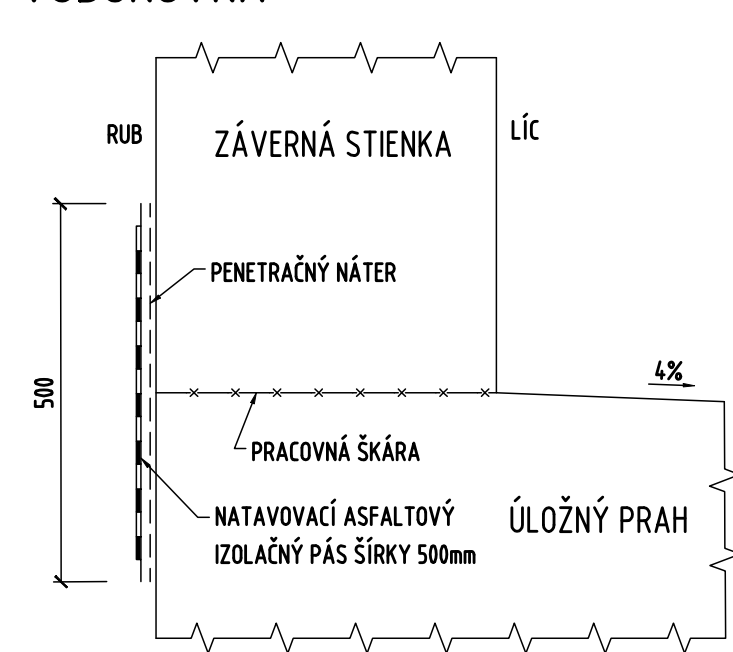 RUB
ZÁVERNÁ STIENKA
LÍC
PENETRAČNÝ NÁTER
4%
500
PRACOVNÁ ŠKÁRA
NATAVOVACÍ ASFALTOVÝ
IZOLAČNÝ PÁS ŠÍRKY 500mm
ÚLOŽNÝ PRAH